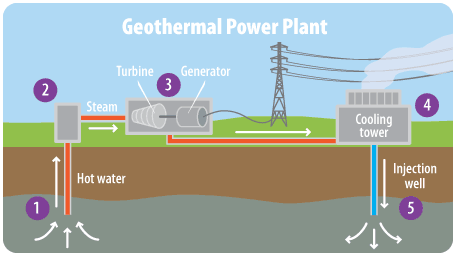 Geothermal Power Plant
Turbine
3
Generator
2
Steam
4
Cooling
tower
Hot water
Injection
well
1
5